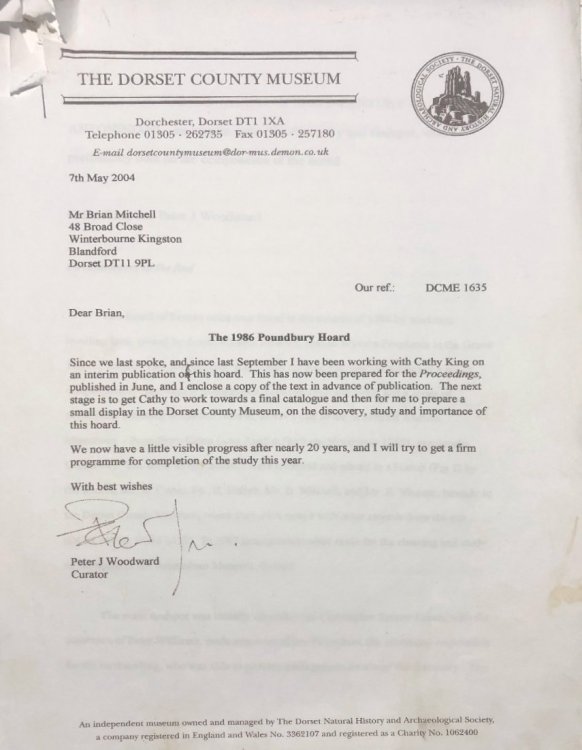 THE DORSET COUNTY MUSEUM
Dorchester, Dorset DT1 1XA
Telephone 01305 - 262735 Fax 01305 - 257180
E-mail dorsetcountymuseum@dor-mus.demon.co.uk
7th May 2004
Mr Brian Mitchell
48 Broad Close
Winterbourne Kingston
Blandford
Dorset DT11 9PL
Our ref.: DCME 1635
Dear Brian,
The 1986 Poundbury Hoard
Since we last spoke, and since last September I have been working with Cathy King on
an interim publication of this hoard. This has now been prepared for the Proceedings,
published in June, and I enclose a copy of the text in advance of publication. The next
stage is to get Cathy to work towards a final catalogue and then for me to prepare a
small display in the Dorset County Museum, on the discovery, study and importance of
this hoard.
We now have a little visible progress after nearly 20 years, and I will try to get a firm
programme for completion of the study this year.
With best wishes
Peter J Woodward
Curator
An independent museum owned and managed by The Dorset Natural History and Archaeological Society,
a company registered in England and Wales No. 3362107 and registered as a Charity No. 1062400